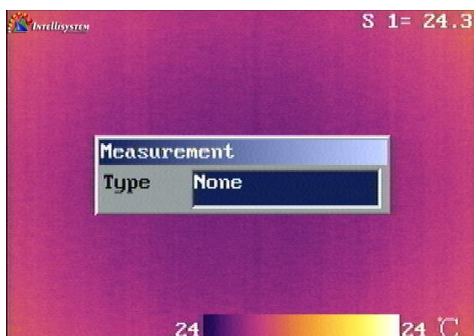 INTELLISYSTEM
S 1= 24.3
Measurement
Type None
24 24 °C